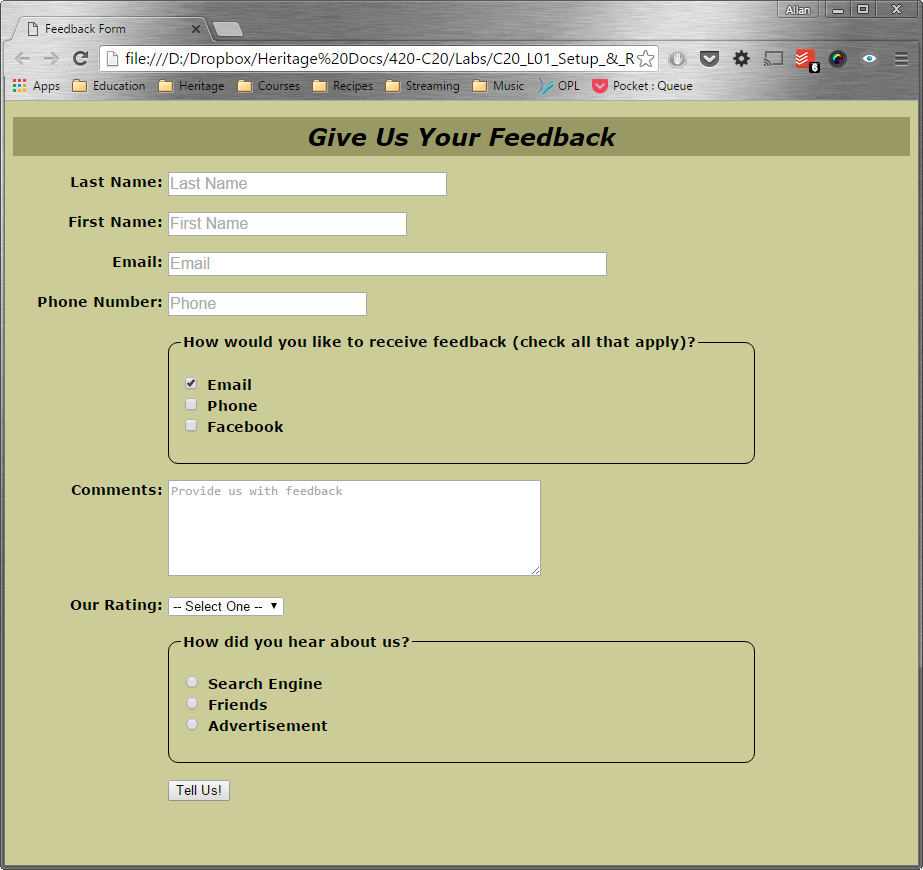 Allan
Feedback Form
file:///D:/Dropbox/Heritage%20Docs/420-C20/Labs/C20_L01_Setup_&_R
6
Apps Education Heritage Courses Recipes Streaming Music OPL Pocket : Queue
Give Us Your Feedback
Last Name: Last Name
First Name: First Name
Email: Email
Phone Number: Phone
How would you like to receive feedback (check all that apply)?
Email
Phone
Facebook
Comments: Provide us with feedback
Our Rating: -- Select One --
How did you hear about us?
Search Engine
Friends
Advertisement
Tell Us!